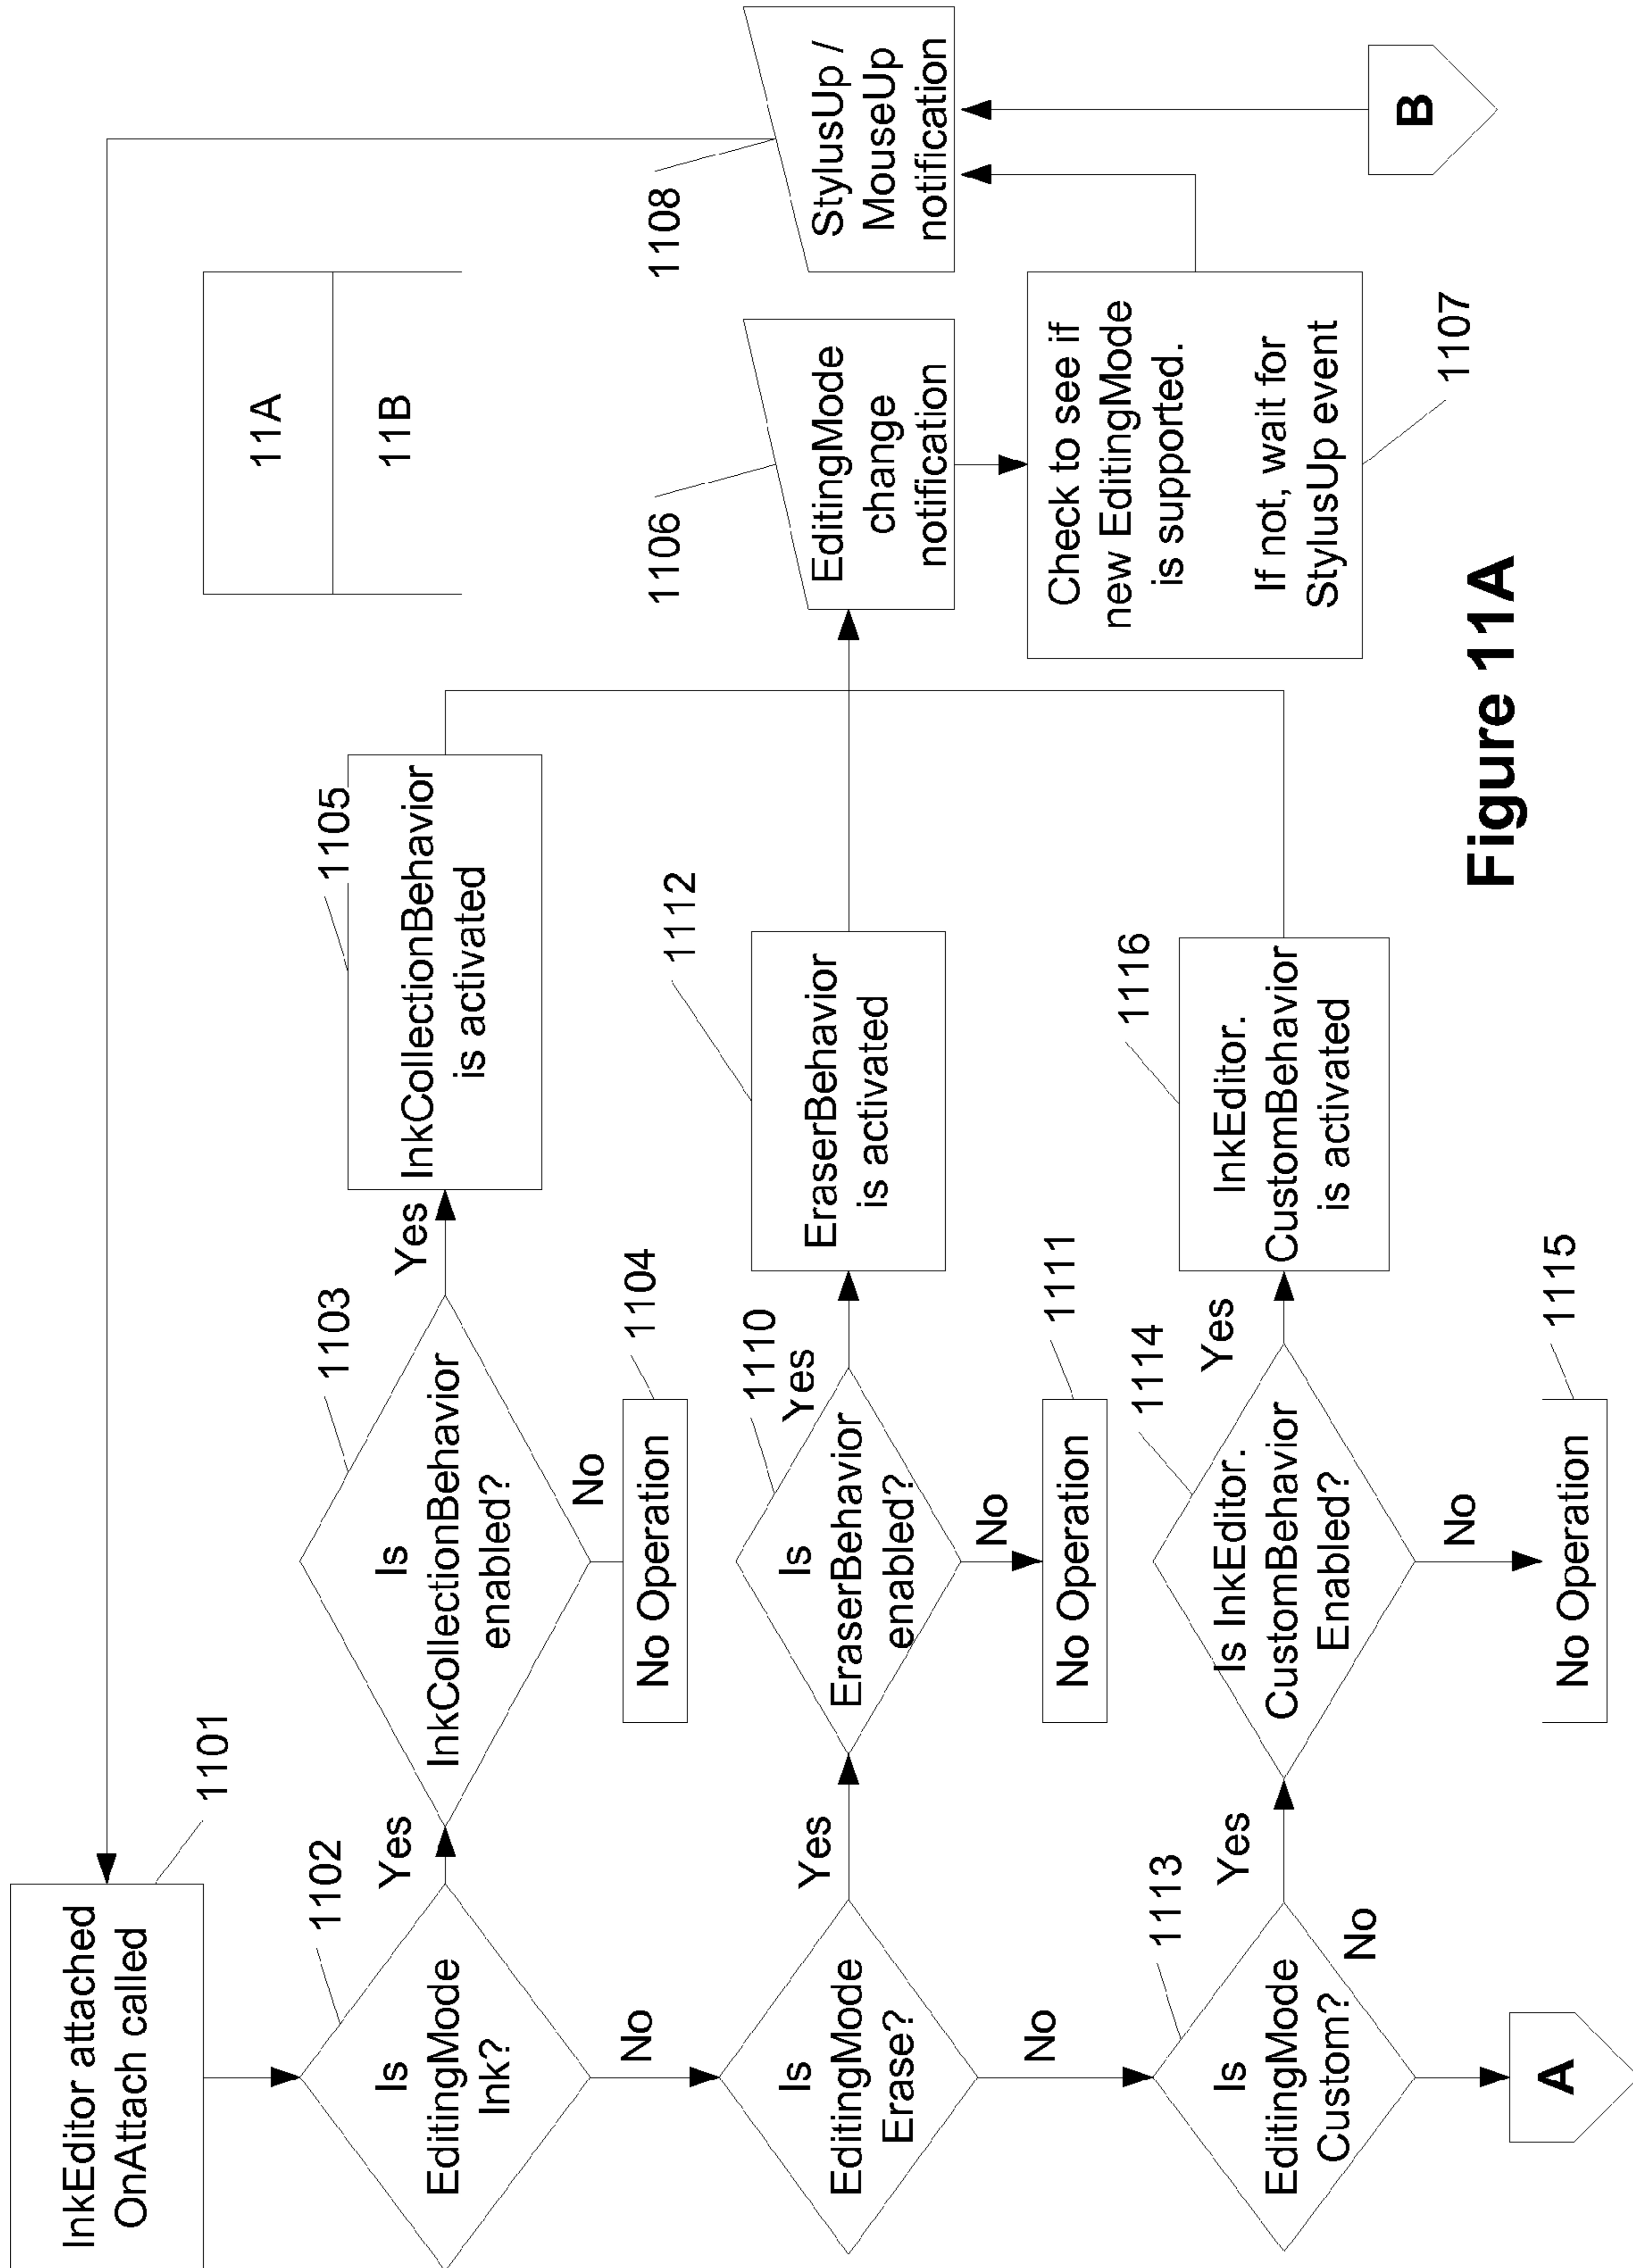 InkEditor attached
OnAttach called
1101
Is
EditingMode
Ink?
1102
Yes
No
Is
InkCollectionBehavior
enabled?
1103
Yes
No
No Operation
1104
InkCollectionBehavior
is activated
1105
11A
11B
Is
EditingMode
Erase?
Yes
No
Is
EraserBehavior
enabled?
1110
Yes
No
No Operation
1111
EraserBehavior
is activated
1112
1106
EditingMode
change
notification
1108
StylusUp /
MouseUp
notification
Check to see if
new EditingMode
is supported.
If not, wait for
StylusUp event
1107
Is
EditingMode
Custom?
1113
Yes
No
A
Is InkEditor.
CustomBehavior
Enabled?
1114
Yes
No
No Operation
1115
InkEditor.
CustomBehavior
is activated
1116
B
Figure 11A